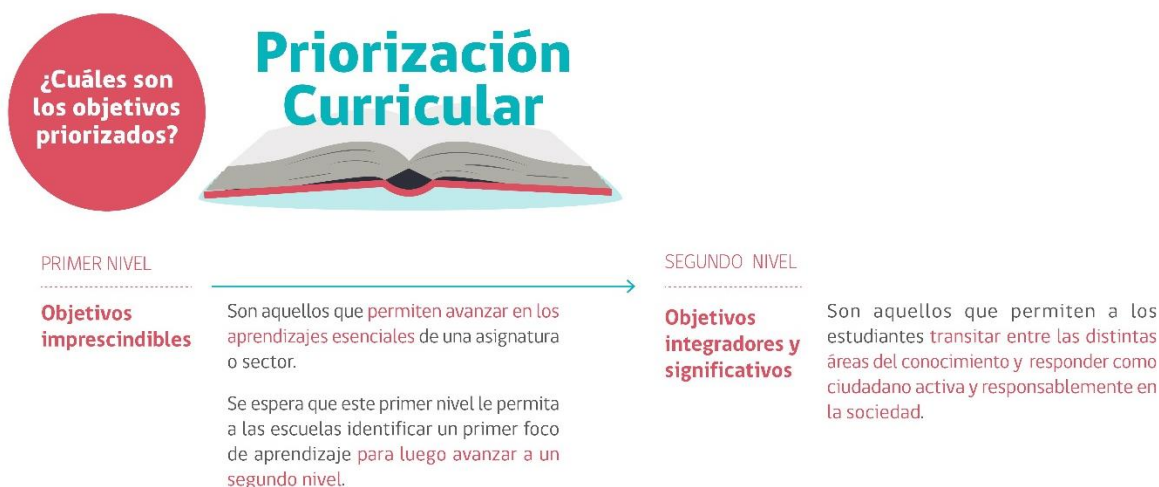 ¿Cuáles son
los objetivos
priorizados?
Priorización
Curricular
PRIMER NIVEL
Objetivos
imprescindibles
Son aquellos que permiten avanzar en los
aprendizajes esenciales de una asignatura
o sector.
Se espera que este primer nivel le permita
a las escuelas identificar un primer foco
de aprendizaje para luego avanzar a un
segundo nivel.
SEGUNDO NIVEL
Objetivos
integradores y
significativos
Son aquellos que permiten a los
estudiantes transitar entre las distintas
áreas del conocimiento y responder como
ciudadano activa y responsablemente en
la sociedad.